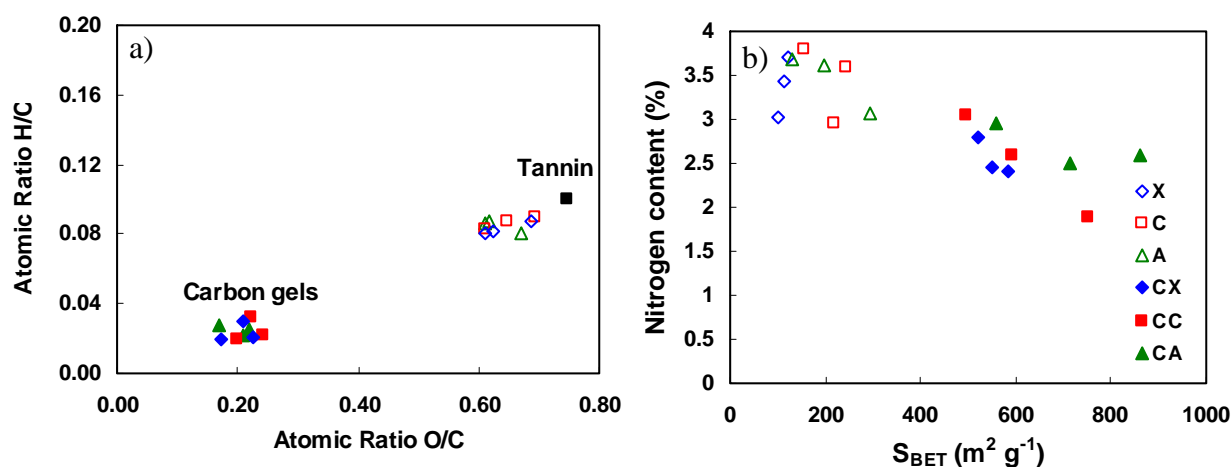 a)
0.20
0.16
0.12
0.08
0.04
0.00
Atomic Ratio H/C
Tannin
Carbon gels
0.00 0.20 0.40 0.60 0.80
Atomic Ratio O/C
b)
4
3.5
3
2.5
2
1.5
1
0.5
0
Nitrogen content (%)
X
C
A
CX
CC
CA
0 200 400 600 800 1000
S_BET (m² g⁻¹)